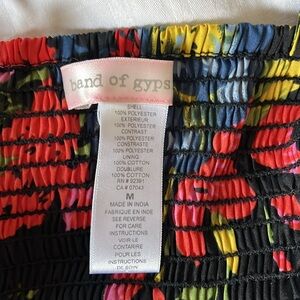 band of gyps
SHELL
100% POLYESTER
EXTERIEUR
100% POLYESTER
CONTRAST
100% POLYESTER
CONTRASTE
100% POLYESTER
LINING
100% COTTON
DOUBLURE
100% COTTON
RN # 92391
CA # 07043
M
MADE IN INDIA
FABRIQUE EN INDE
SEE REVERSE
FOR CARE
INSTRUCTIONS
VOIR LE
CONTAIRE
POUR LES
INSTRUCTIONS
DE SOIN